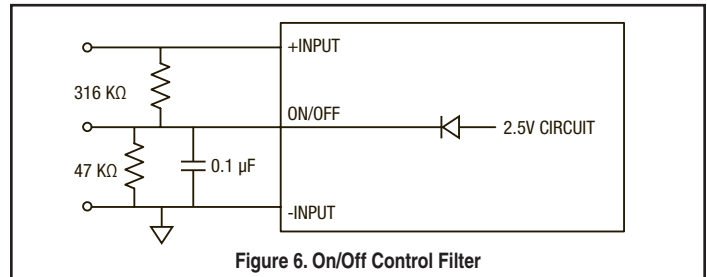 +INPUT
316 KΩ
ON/OFF
2.5V CIRCUIT
47 KΩ
0.1 µF
-INPUT
Figure 6. On/Off Control Filter